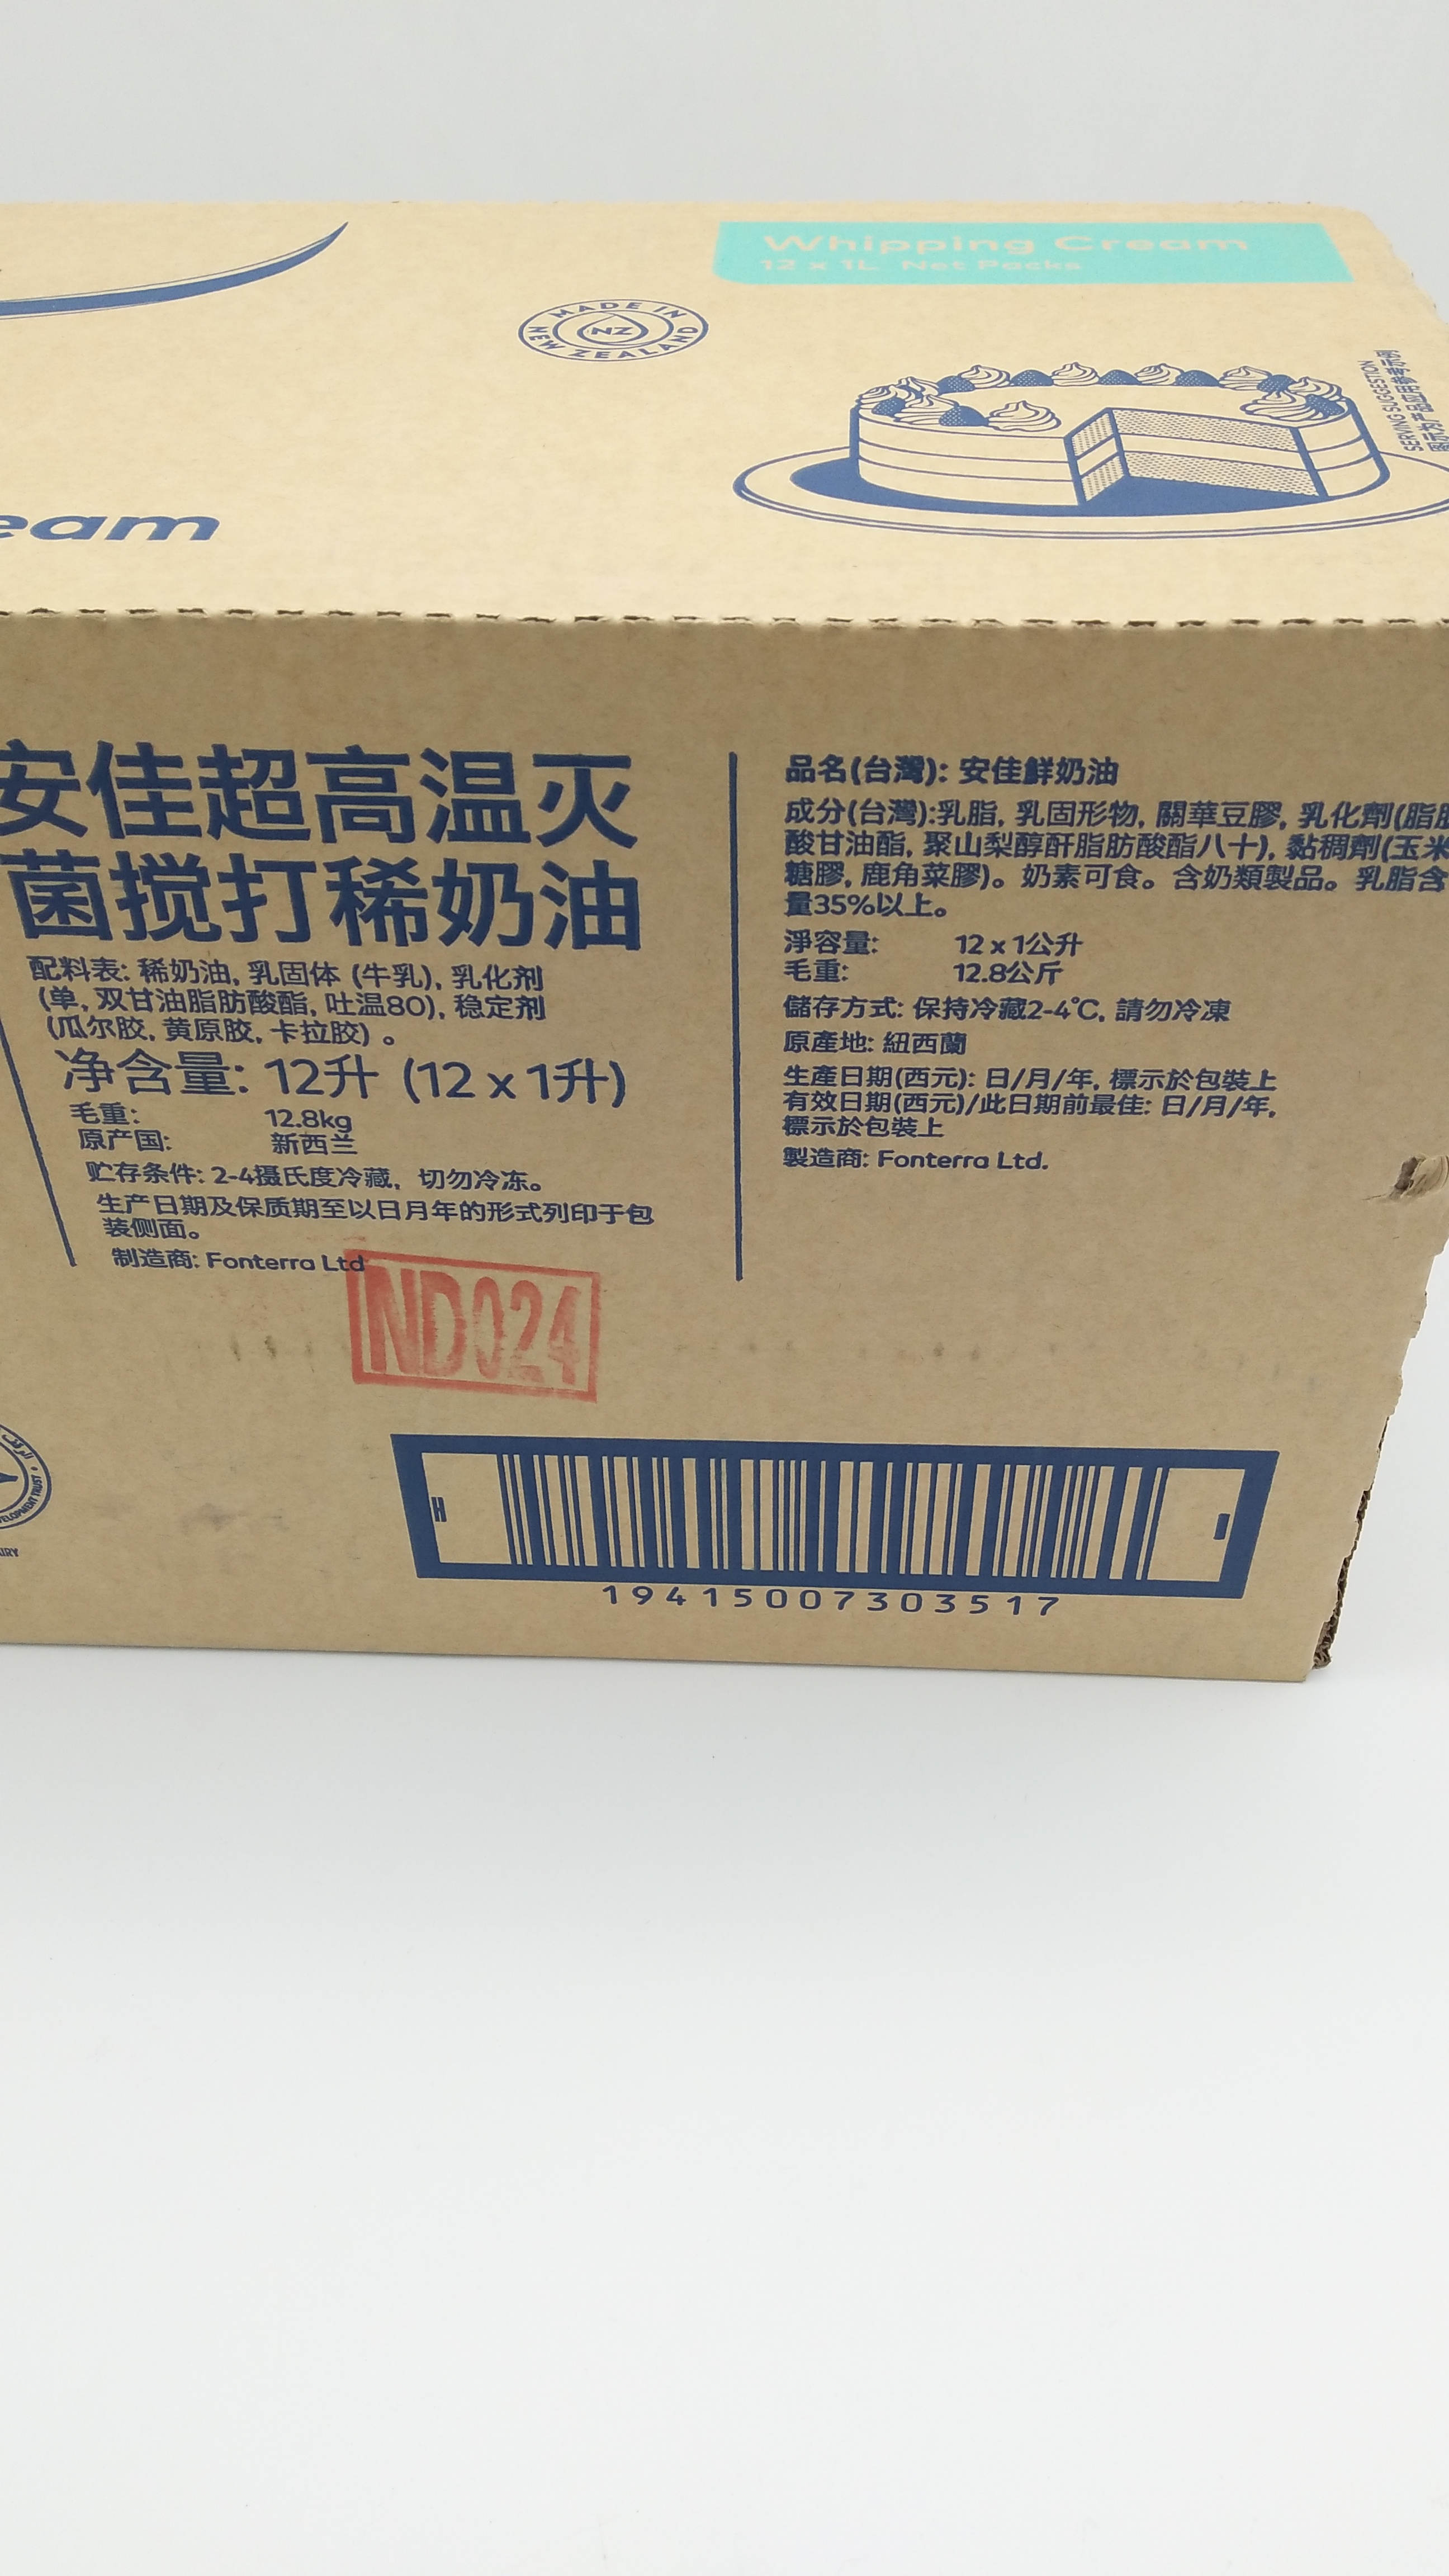 Whipping Cream
12 x 1L Net Packs
MADE IN NEW ZEALAND
NZ
SERVING SUGGESTION
图示为产品应用参考示例
eam
安佳超高温灭
菌搅打稀奶油
配料表: 稀奶油, 乳固体 (牛乳), 乳化剂
(单, 双甘油脂肪酸酯, 吐温80), 稳定剂
(瓜尔胶, 黄原胶, 卡拉胶) 。
净含量: 12升 (12 x 1升)
毛重: 12.8kg
原产国: 新西兰
贮存条件: 2-4摄氏度冷藏, 切勿冷冻。
生产日期及保质期至以日月年的形式列印于包
装侧面。
制造商: Fonterra Ltd
ND024
品名(台灣): 安佳鮮奶油
成分(台灣):乳脂, 乳固形物, 關華豆膠, 乳化劑(脂肪
酸甘油酯, 聚山梨醇酐脂肪酸酯八十), 黏稠劑(玉米
糖膠, 鹿角菜膠)。奶素可食。含奶類製品。乳脂含
量35%以上。
淨容量: 12 x 1公升
毛重: 12.8公斤
儲存方式: 保持冷藏2-4℃, 請勿冷凍
原產地: 紐西蘭
生產日期(西元): 日/月/年, 標示於包裝上
有效日期(西元)/此日期前最佳: 日/月/年,
標示於包裝上
製造商: Fonterra Ltd.
H
19415007303517